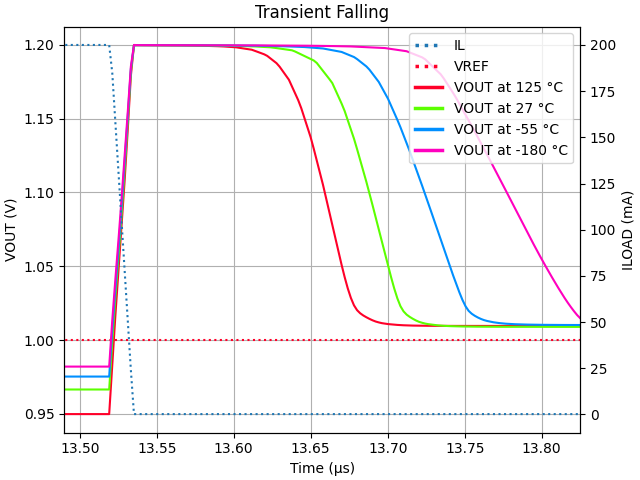 Transient Falling
1.20
1.15
1.10
1.05
1.00
0.95
VOUT (V)
IL
VREF
VOUT at 125 °C
VOUT at 27 °C
VOUT at -55 °C
VOUT at -180 °C
200
175
150
125
100
75
50
25
0
ILOAD (mA)
13.50 13.55 13.60 13.65 13.70 13.75 13.80
Time (μs)